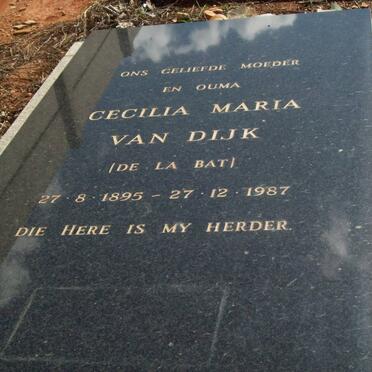 ONS GELIEFDE MOEDER
EN OUMA
CECILIA MARIA
VAN DIJK
(DE LA BAT)
27·8·1895 – 27·12·1987
DIE HERE IS MY HERDER.